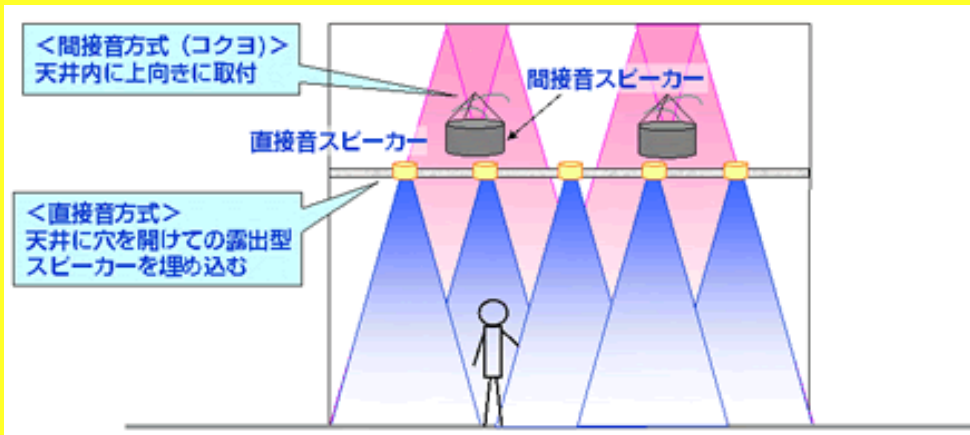 ＜間接音方式（コクヨ)＞
天井内に上向きに取付
間接音スピーカー
直接音スピーカー
＜直接音方式＞
天井に穴を開けての露出型
スピーカーを埋め込む